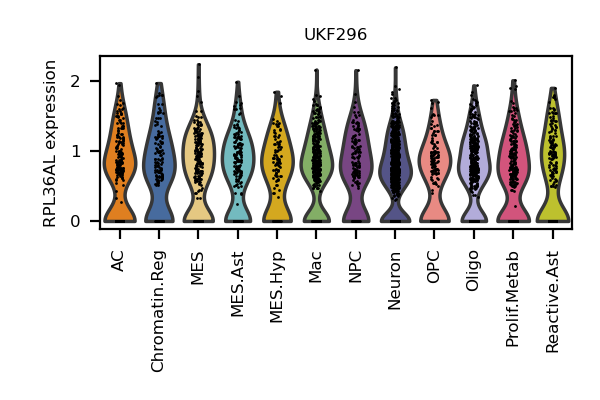 UKF296
RPL36AL expression
2
1
0
AC
Chromatin.Reg
MES
MES.Ast
MES.Hyp
Mac
NPC
Neuron
OPC
Oligo
Prolif.Metab
Reactive.Ast